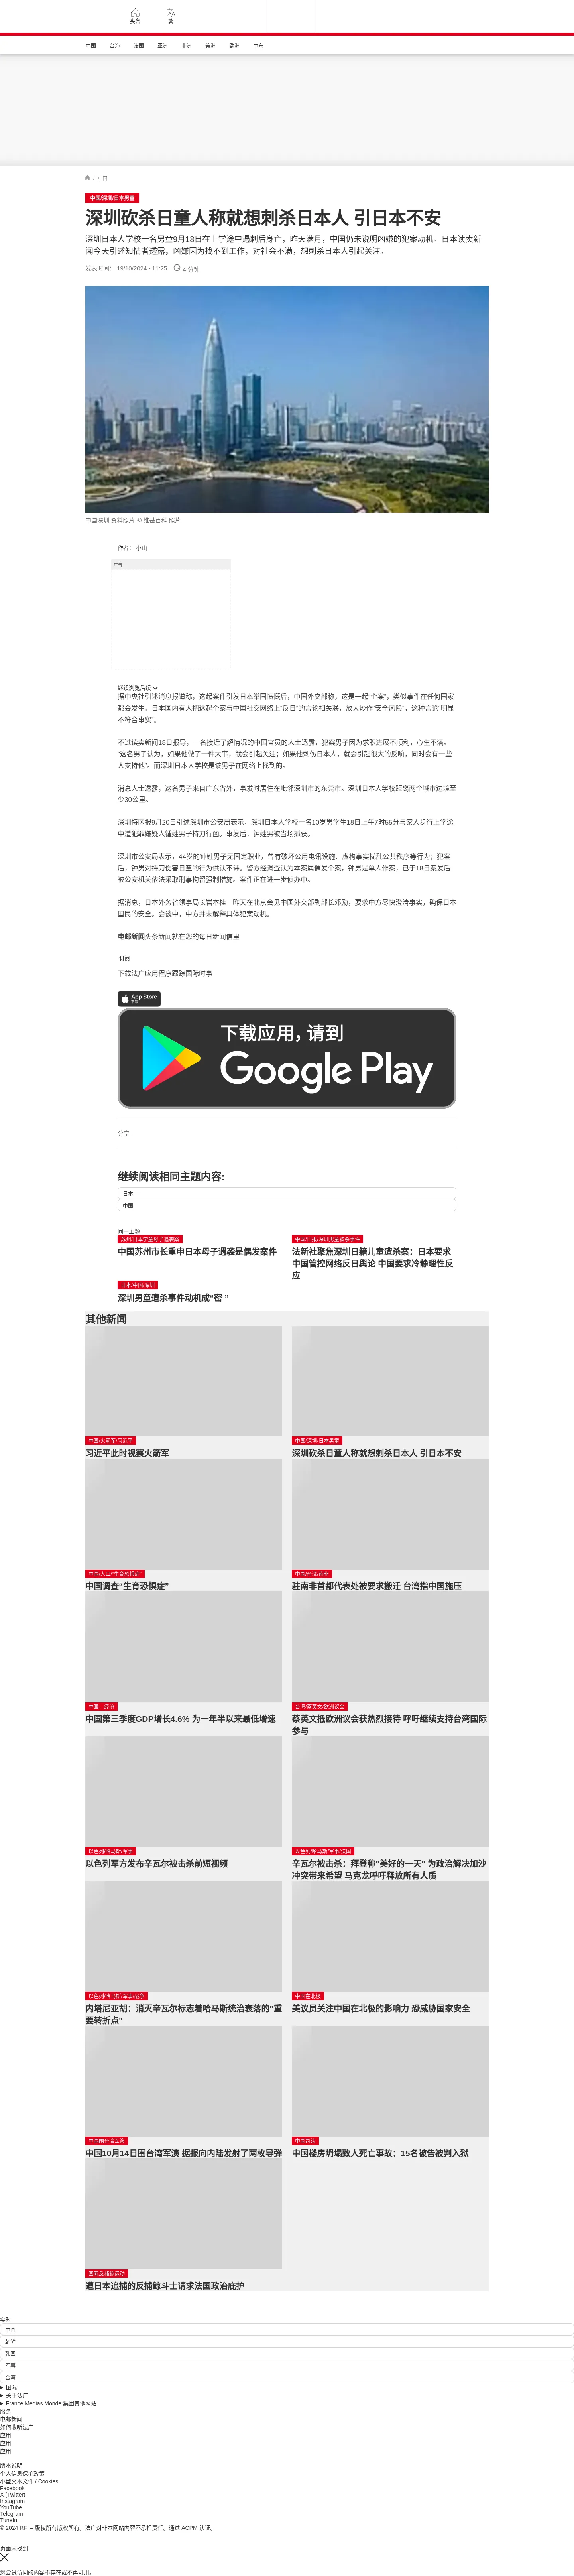 头条
繁
中国
台海
法国
亚洲
非洲
美洲
欧洲
中东
/ 中国
中国/深圳/日本男童
深圳砍杀日童人称就想刺杀日本人 引日本不安
深圳日本人学校一名男童9月18日在上学途中遇刺后身亡，昨天满月，中国仍未说明凶嫌的犯案动机。日本读卖新
闻今天引述知情者透露，凶嫌因为找不到工作，对社会不满，想刺杀日本人引起关注。
发表时间： 19/10/2024 - 11:25 4 分钟
中国深圳 资料照片 © 维基百科 照片
作者： 小山
广告
继续浏览后续
据中央社引述消息报道称，这起案件引发日本举国愤慨后，中国外交部称，这是一起“个案”，类似事件在任何国家
都会发生。日本国内有人把这起个案与中国社交网络上“反日”的言论相关联，放大炒作“安全风险”，这种言论“明显
不符合事实”。
不过读卖新闻18日报导，一名接近了解情况的中国官员的人士透露，犯案男子因为求职进展不顺利，心生不满。
“这名男子认为，如果他做了一件大事，就会引起关注；如果他刺伤日本人，就会引起很大的反响，同时会有一些
人支持他”。而深圳日本人学校是该男子在网络上找到的。
消息人士透露，这名男子来自广东省外，事发时居住在毗邻深圳市的东莞市。深圳日本人学校距离两个城市边境至
少30公里。
深圳特区报9月20日引述深圳市公安局表示，深圳日本人学校一名10岁男学生18日上午7时55分与家人步行上学途
中遭犯罪嫌疑人锺姓男子持刀行凶。事发后，钟姓男被当场抓获。
深圳市公安局表示，44岁的钟姓男子无固定职业，曾有破坏公用电讯设施、虚构事实扰乱公共秩序等行为；犯案
后，钟男对持刀伤害日童的行为供认不讳。警方经调查认为本案属偶发个案，钟男是单人作案，已于18日案发后
被公安机关依法采取刑事拘留强制措施。案件正在进一步侦办中。
据消息，日本外务省领事局长岩本桂一昨天在北京会见中国外交部副部长邓励，要求中方尽快澄清事实，确保日本
国民的安全。会谈中，中方并未解释具体犯案动机。
电邮新闻头条新闻就在您的每日新闻信里
订阅
下载法广应用程序跟踪国际时事
App Store
下载
下载应用，请到
Google Play
分享 :
继续阅读相同主题内容:
日本
中国
同一主题
苏州/日本字童母子遇袭案
中国苏州市长重申日本母子遇袭是偶发案件
中国/日报/深圳男童被杀事件
法新社聚焦深圳日籍儿童遭杀案：日本要求
中国管控网络反日舆论 中国要求冷静理性反
应
日本/中国/深圳
深圳男童遭杀事件动机成“密 ”
其他新闻
中国/火箭军/习近平
习近平此时视察火箭军
中国/深圳/日本男童
深圳砍杀日童人称就想刺杀日本人 引日本不安
中国/人口/"生育恐惧症"
中国调查"生育恐惧症"
中国/台湾/南非
驻南非首都代表处被要求搬迁 台湾指中国施压
中国、经济
中国第三季度GDP增长4.6% 为一年半以来最低增速
台湾/蔡英文/欧洲议会
蔡英文抵欧洲议会获热烈接待 呼吁继续支持台湾国际
参与
以色列/哈马斯/军事
以色列军方发布辛瓦尔被击杀前短视频
以色列/哈马斯/军事/法国
辛瓦尔被击杀：拜登称"美好的一天" 为政治解决加沙
冲突带来希望 马克龙呼吁释放所有人质
以色列/哈马斯/军事/战争
内塔尼亚胡：消灭辛瓦尔标志着哈马斯统治衰落的"重
要转折点"
中国在北极
美议员关注中国在北极的影响力 恐威胁国家安全
中国围台湾军演
中国10月14日围台湾军演 据报向内陆发射了两枚导弹
中国司法
中国楼房坍塌致人死亡事故：15名被告被判入狱
国际反捕鲸运动
遭日本追捕的反捕鲸斗士请求法国政治庇护
实时
中国
朝鲜
韩国
军事
台湾
国际
关于法广
France Médias Monde 集团其他网站
服务
电邮新闻
如何收听法广
应用
应用
应用
版本说明
个人信息保护政策
小型文本文件 / Cookies
Facebook
X (Twitter)
Instagram
YouTube
Telegram
TuneIn
© 2024 RFI – 版权所有版权所有。法广对非本网站内容不承担责任。通过 ACPM 认证。
页面未找到
您尝试访问的内容不存在或不再可用。